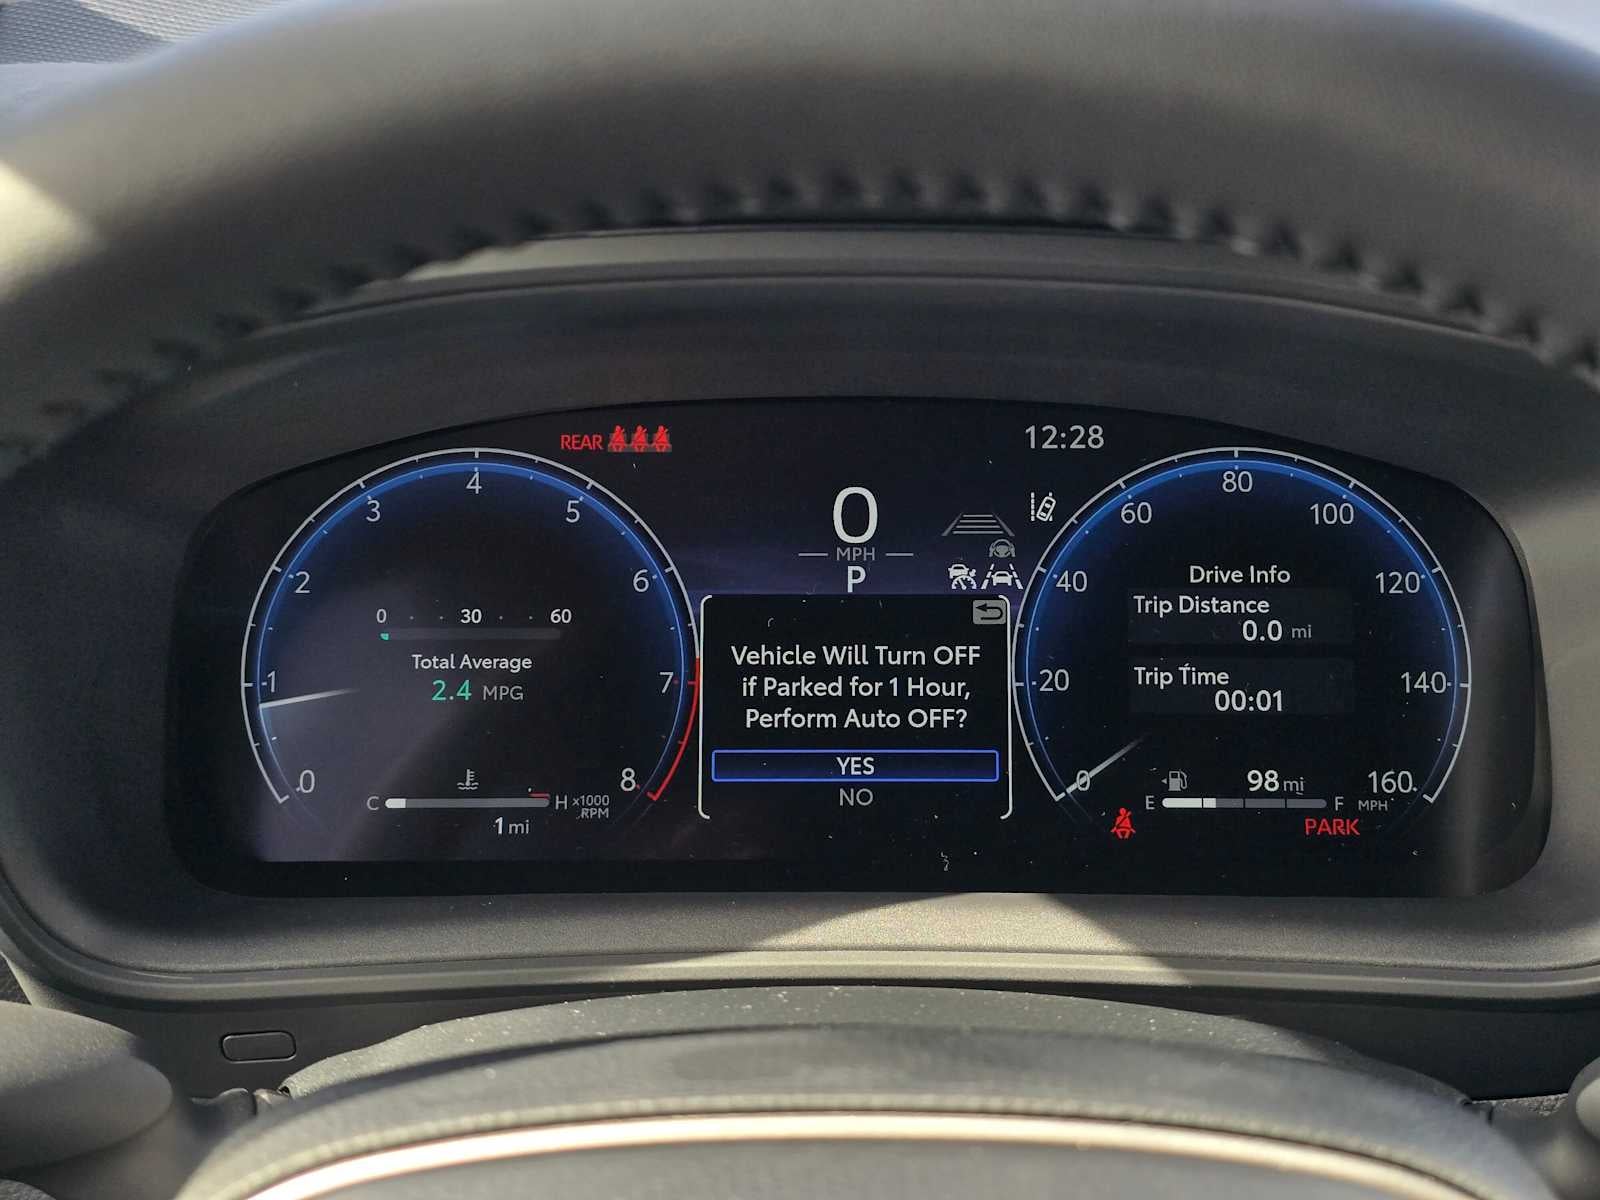 REAR
12:28
0
MPH
P
Vehicle Will Turn OFF
if Parked for 1 Hour,
Perform Auto OFF?
YES
NO
0
1
2
3
4
5
6
7
8
0 30 60
Total Average
2.4 MPG
C H
x1000
RPM
1 mi
0
20
40
60
80
100
120
140
160
MPH
Drive Info
Trip Distance
0.0 mi
Trip Time
00:01
98 mi
E F
PARK